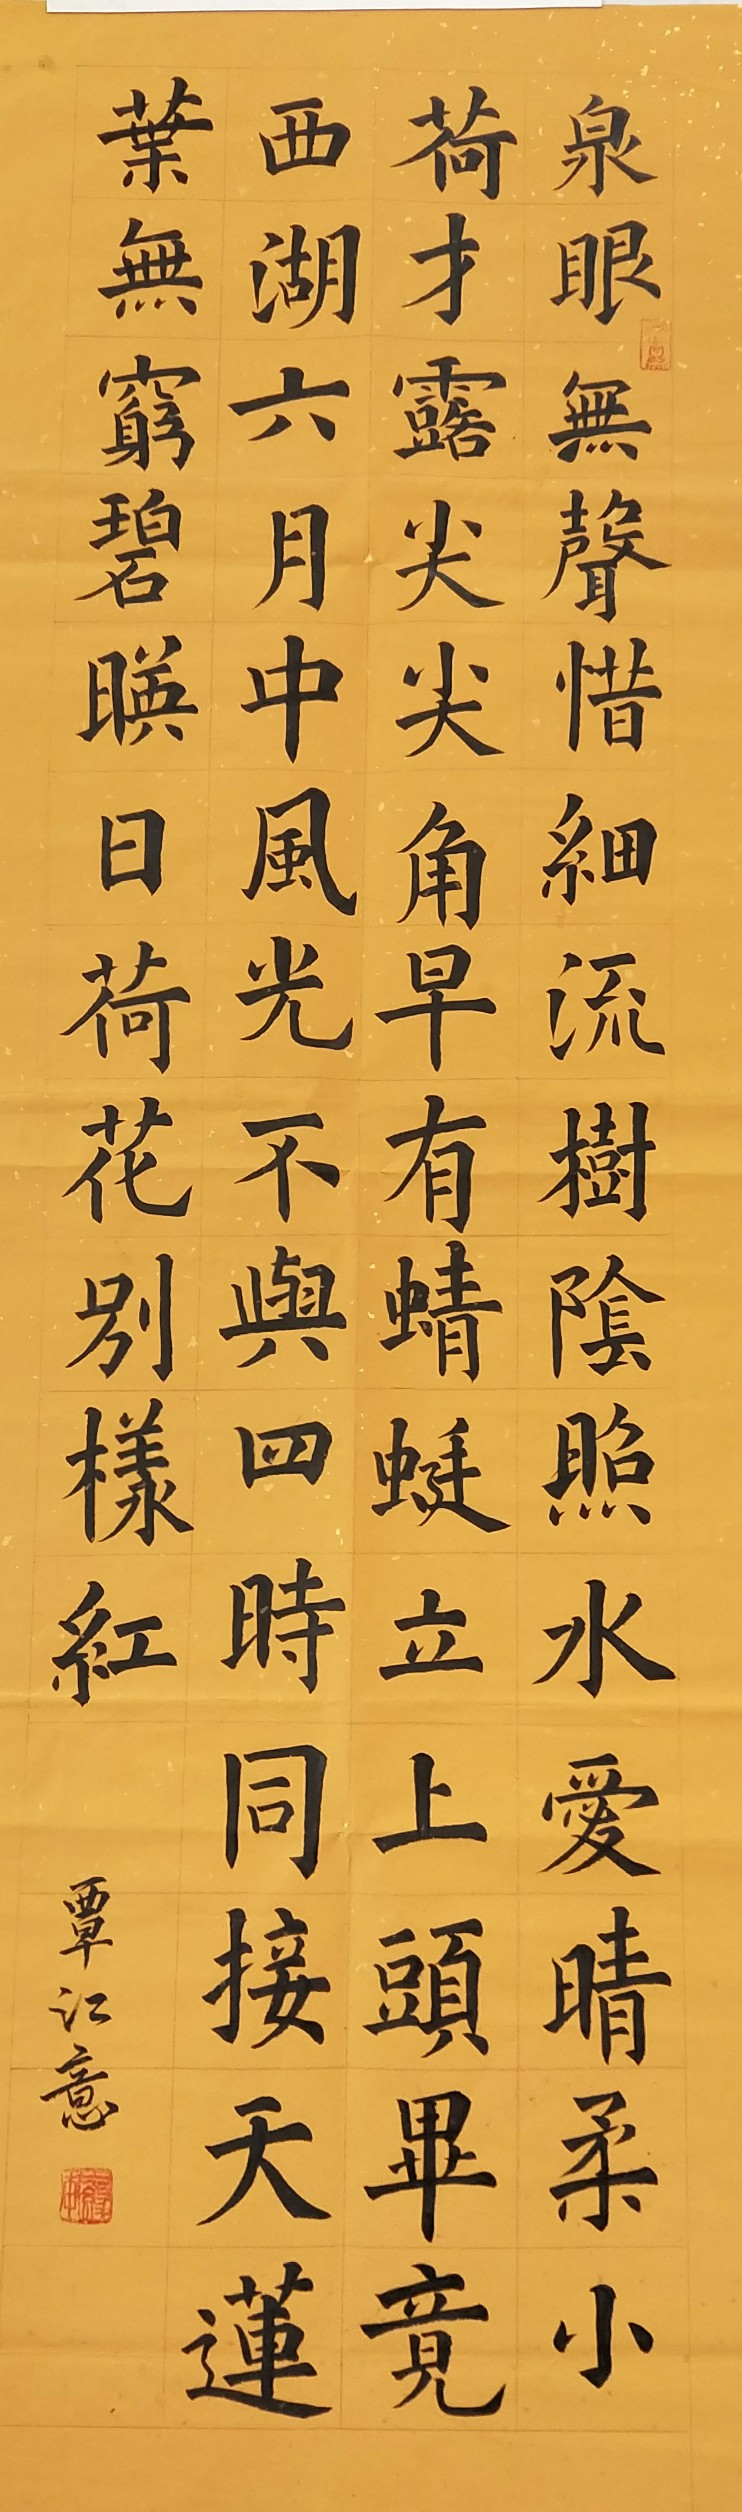 泉眼無聲惜細流樹陰照水愛晴柔小
荷才露尖尖角早有蜻蜓立上頭畢竟
西湖六月中風光不與四時同接天蓮
葉無窮碧暎日荷花別樣紅
覃江意